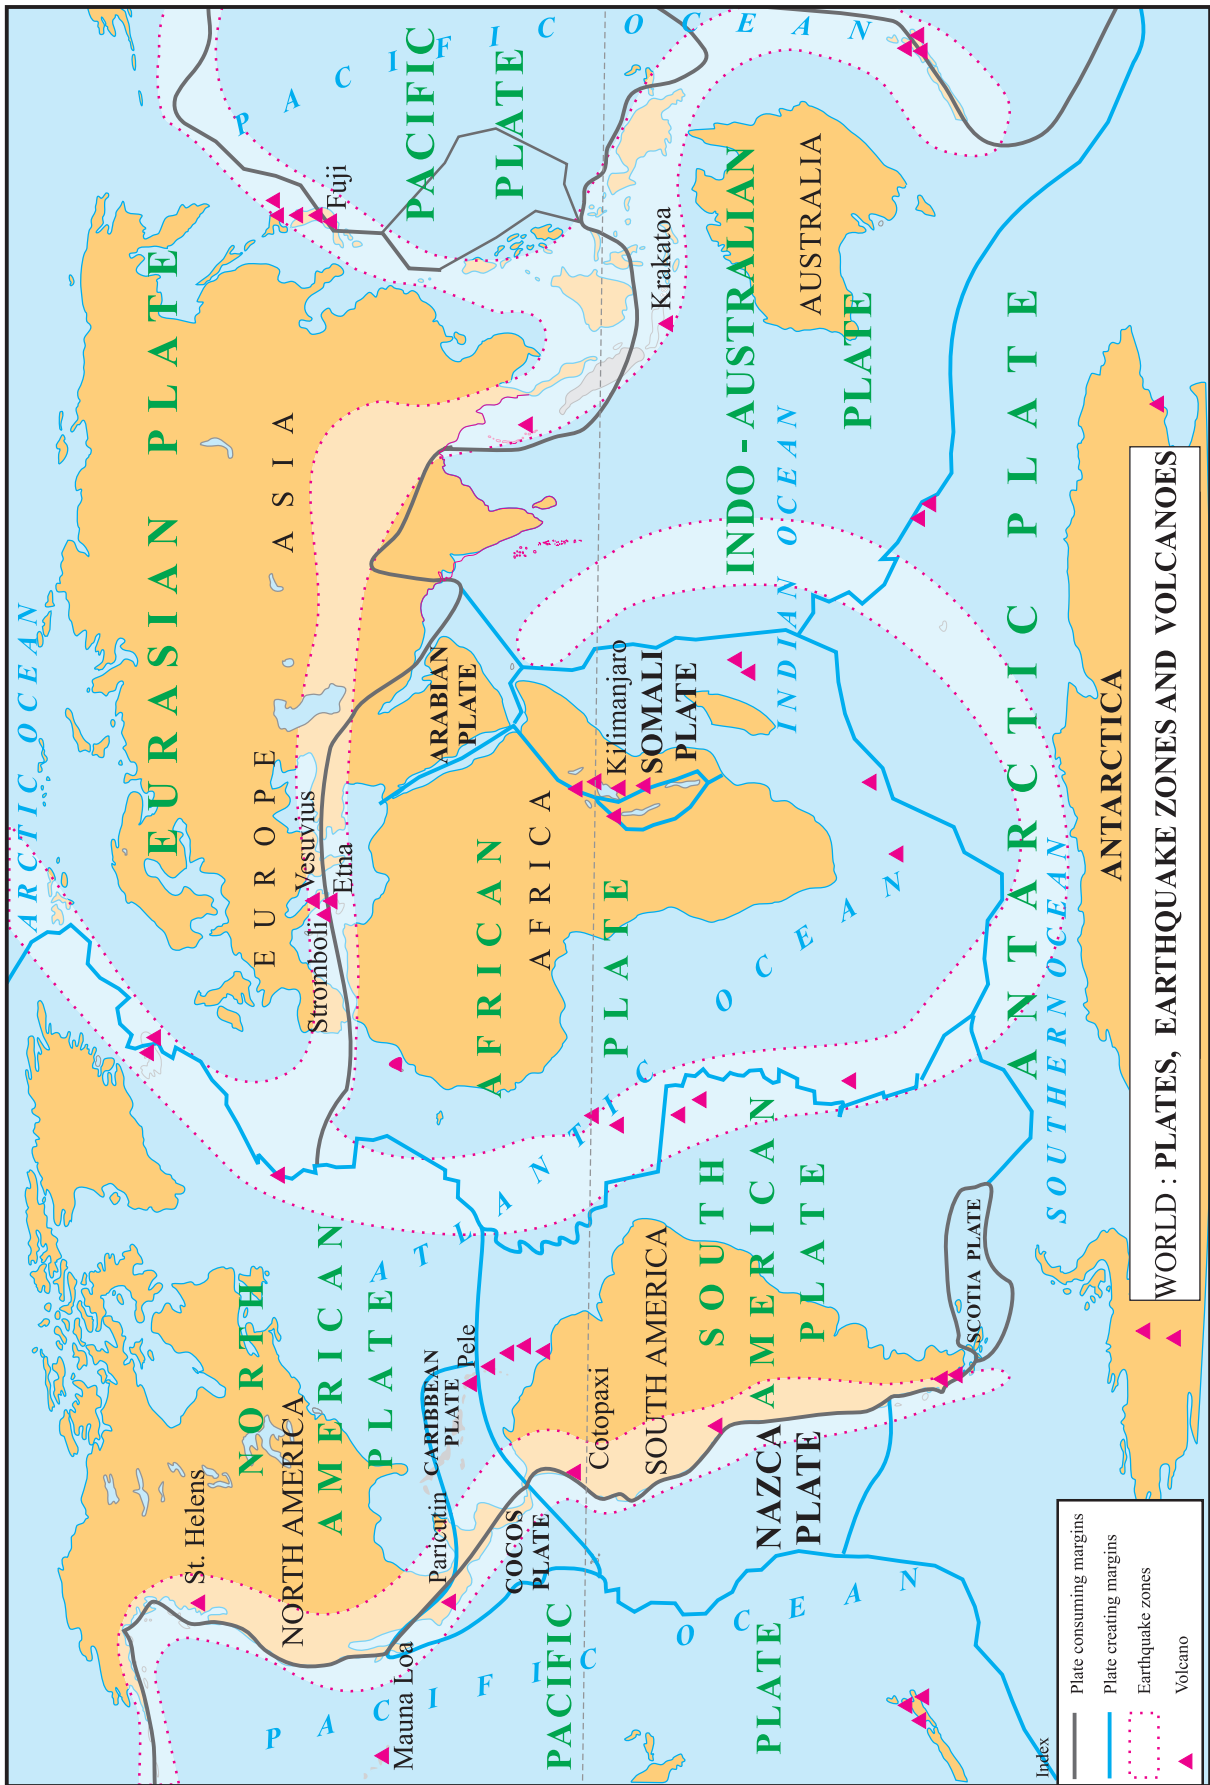 WORLD : PLATES, EARTHQUAKE ZONES AND VOLCANOES
ARCTIC OCEAN
EURASIAN PLATE
EUROPE
ASIA
Vesuvius
Etna
Stromboli
Fuji
PACIFIC OCEAN
PACIFIC
PLATE
NORTH
AMERICAN
PLATE
NORTH AMERICA
St. Helens
Mauna Loa
Paricutin
CARIBBEAN
PLATE
Pele
COCOS
PLATE
ATLANTIC OCEAN
AFRICAN
PLATE
AFRICA
ARABIAN
PLATE
Kilimanjaro
SOMALI
PLATE
Krakatoa
INDO - AUSTRALIAN
PLATE
AUSTRALIA
INDIAN OCEAN
INDIAN OCEAN
Cotopaxi
SOUTH AMERICA
SOUTH
AMERICAN
PLATE
NAZCA
PLATE
PACIFIC
PLATE
PACIFIC OCEAN
SCOTIA PLATE
ANTARCTIC PLATE
SOUTHERN OCEAN
ANTARCTICA
Index
Plate consuming margins
Plate creating margins
Earthquake zones
Volcano